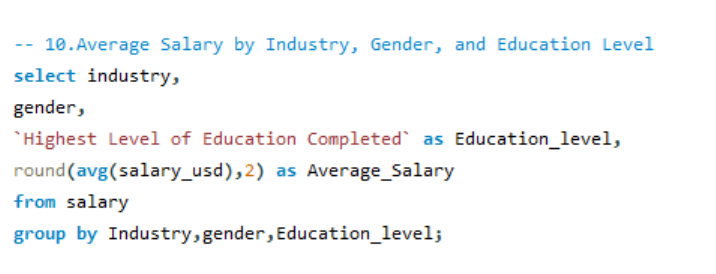 -- 10.Average Salary by Industry, Gender, and Education Level
select industry,
gender,
`Highest Level of Education Completed` as Education_level,
round(avg(salary_usd),2) as Average_Salary
from salary
group by Industry,gender,Education_level;